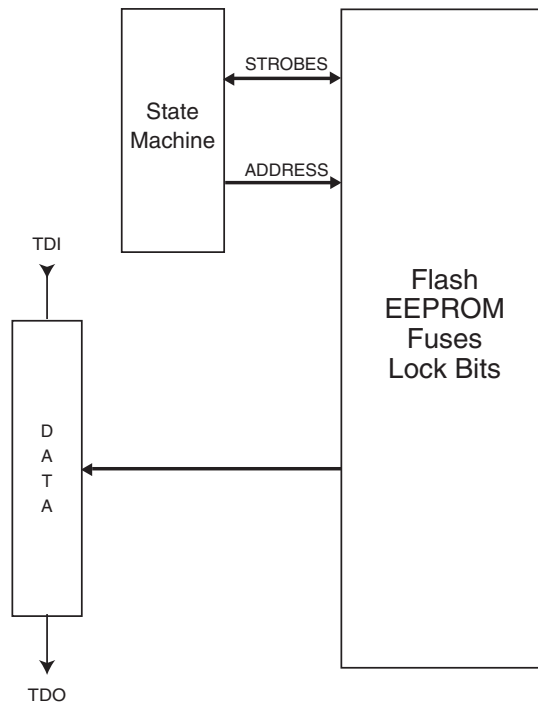 STROBES
State
Machine
ADDRESS
TDI
Flash
EEPROM
Fuses
Lock Bits
D
A
T
A
TDO